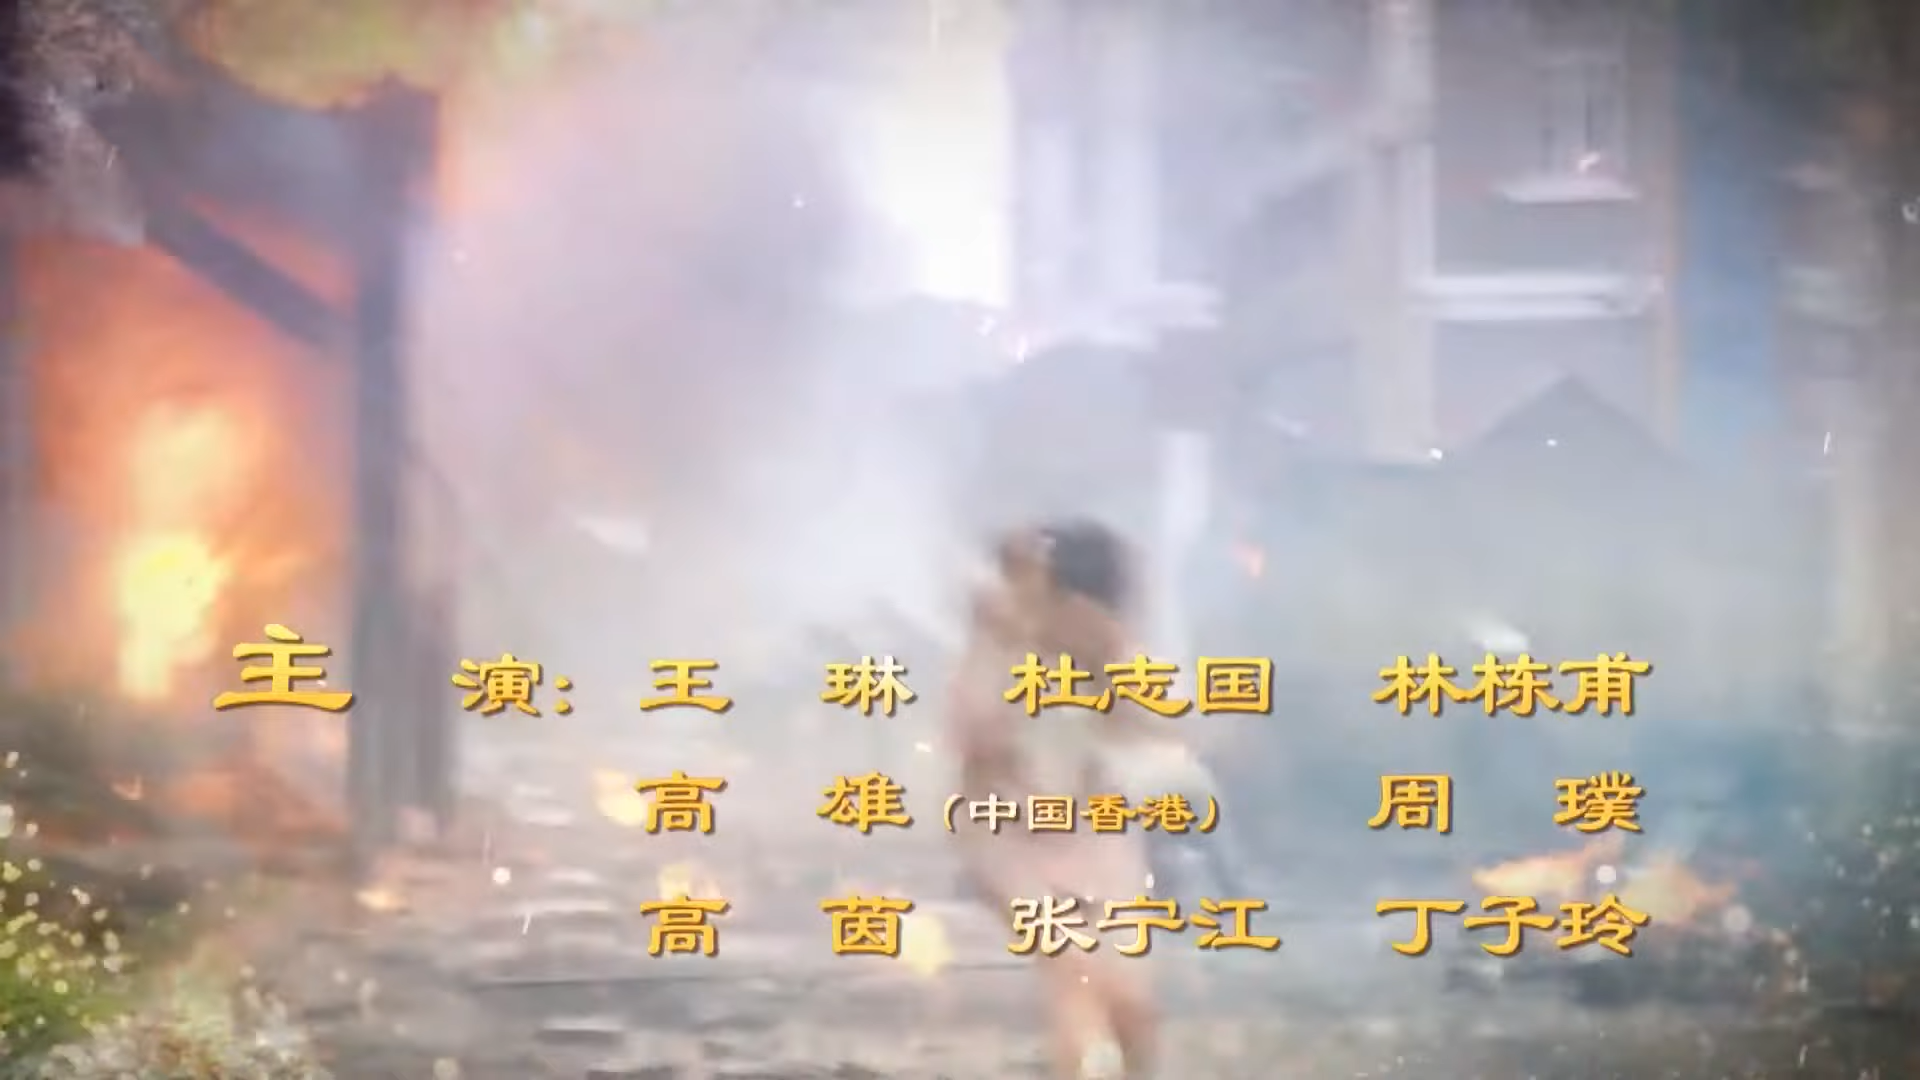 主演：王琳 杜志国 林栋甫
高雄（中国香港） 周璞
高茵 张宁江 丁子玲